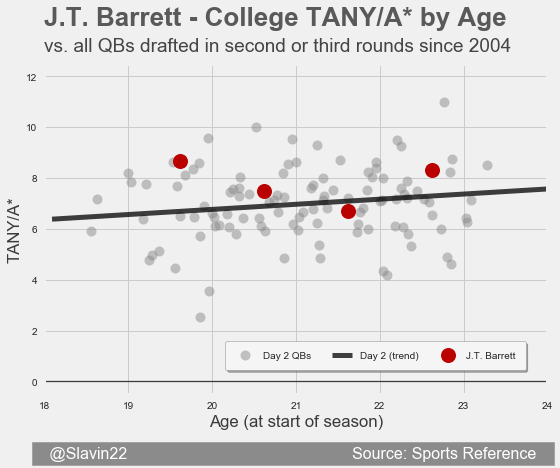 J.T. Barrett - College TANY/A* by Age
vs. all QBs drafted in second or third rounds since 2004
12
10
8
6
4
2
0
TANY/A*
Day 2 QBs
Day 2 (trend)
J.T. Barrett
18 19 20 21 22 23 24
Age (at start of season)
@Slavin22
Source: Sports Reference